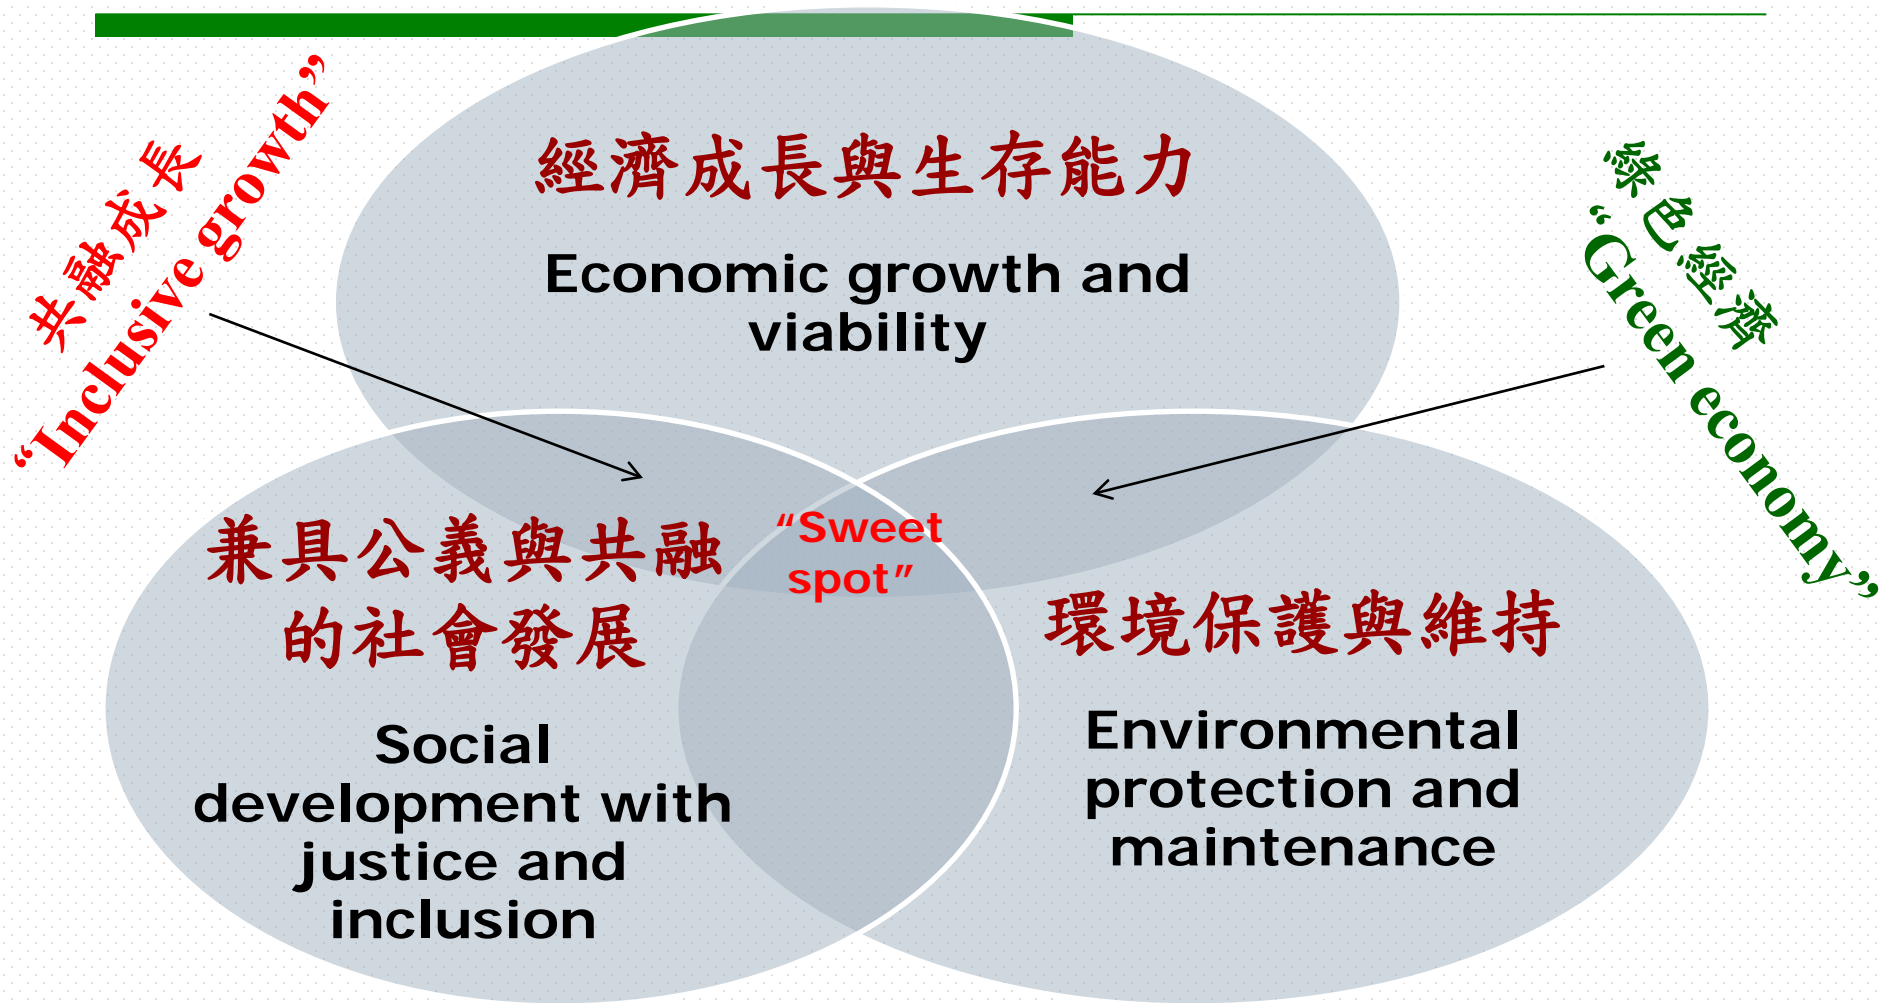 共融成長
“Inclusive growth”
經濟成長與生存能力
Economic growth and
viability
綠色經濟
“Green economy”
“Sweet
spot”
兼具公義與共融
的社會發展
Social
development with
justice and
inclusion
環境保護與維持
Environmental
protection and
maintenance